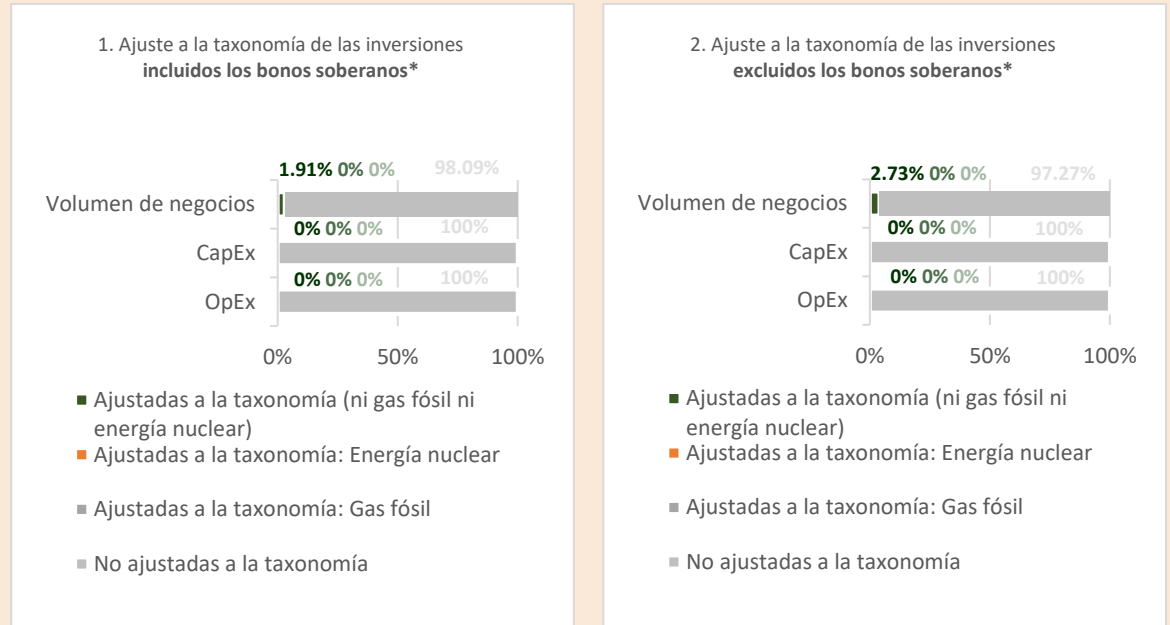 1. Ajuste a la taxonomía de las inversiones
incluidos los bonos soberanos*
1.91% 0% 0% 98.09%
Volumen de negocios
0% 0% 0% 100%
CapEx
0% 0% 0% 100%
OpEx
0% 50% 100%
Ajustadas a la taxonomía (ni gas fósil ni
energía nuclear)
Ajustadas a la taxonomía: Energía nuclear
Ajustadas a la taxonomía: Gas fósil
No ajustadas a la taxonomía
2. Ajuste a la taxonomía de las inversiones
excluidos los bonos soberanos*
2.73% 0% 0% 97.27%
Volumen de negocios
0% 0% 0% 100%
CapEx
0% 0% 0% 100%
OpEx
0% 50% 100%
Ajustadas a la taxonomía (ni gas fósil ni
energía nuclear)
Ajustadas a la taxonomía: Energía nuclear
Ajustadas a la taxonomía: Gas fósil
No ajustadas a la taxonomía